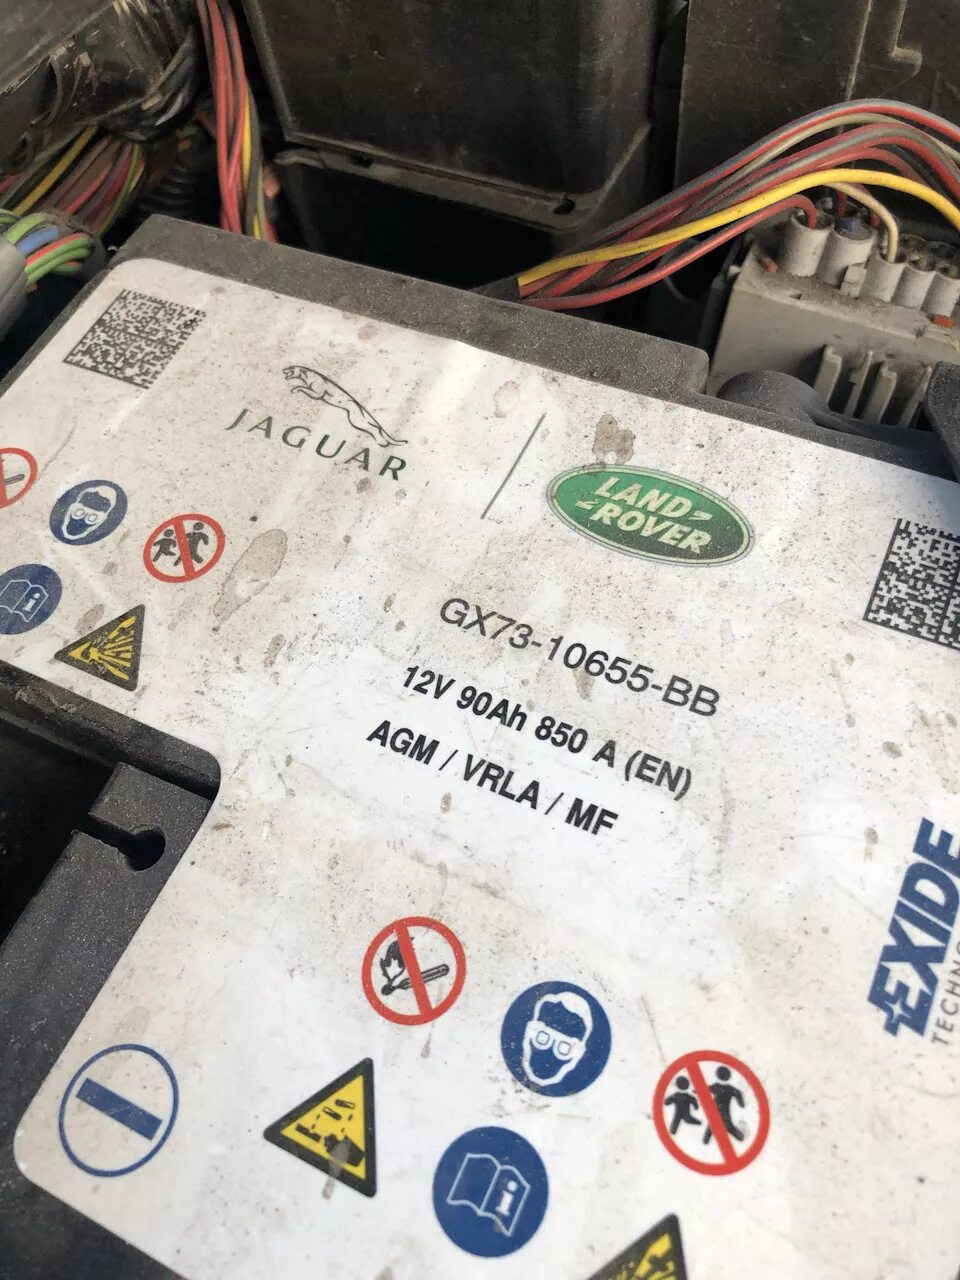 JAGUAR
LAND
ROVER
GX73-10655-BB
12V 90Ah 850 A (EN)
AGM / VRLA / MF
EXIDE